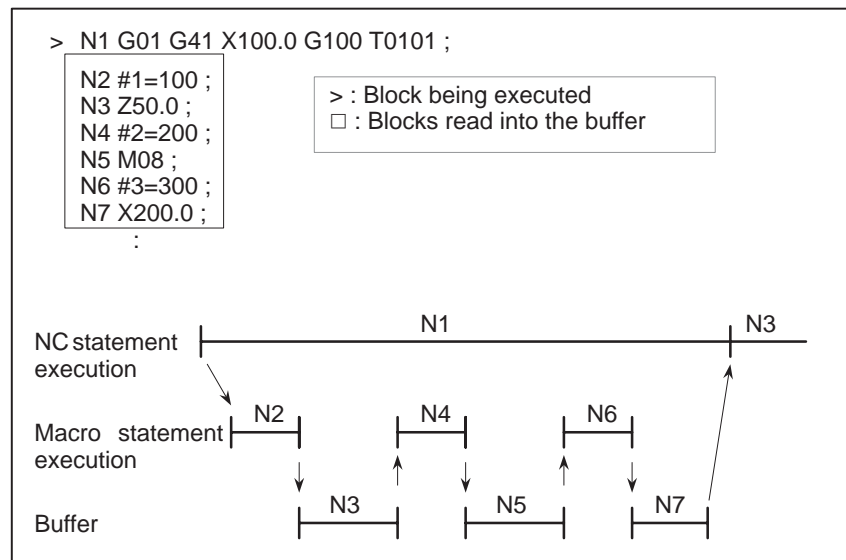 > N1 G01 G41 X100.0 G100 T0101 ;
N2 #1=100 ;
N3 Z50.0 ;
N4 #2=200 ;
N5 M08 ;
N6 #3=300 ;
N7 X200.0 ;
:
> : Block being executed
□ : Blocks read into the buffer
N1 N3
NC statement
execution
N2 N4 N6
Macro statement
execution
N3 N5 N7
Buffer